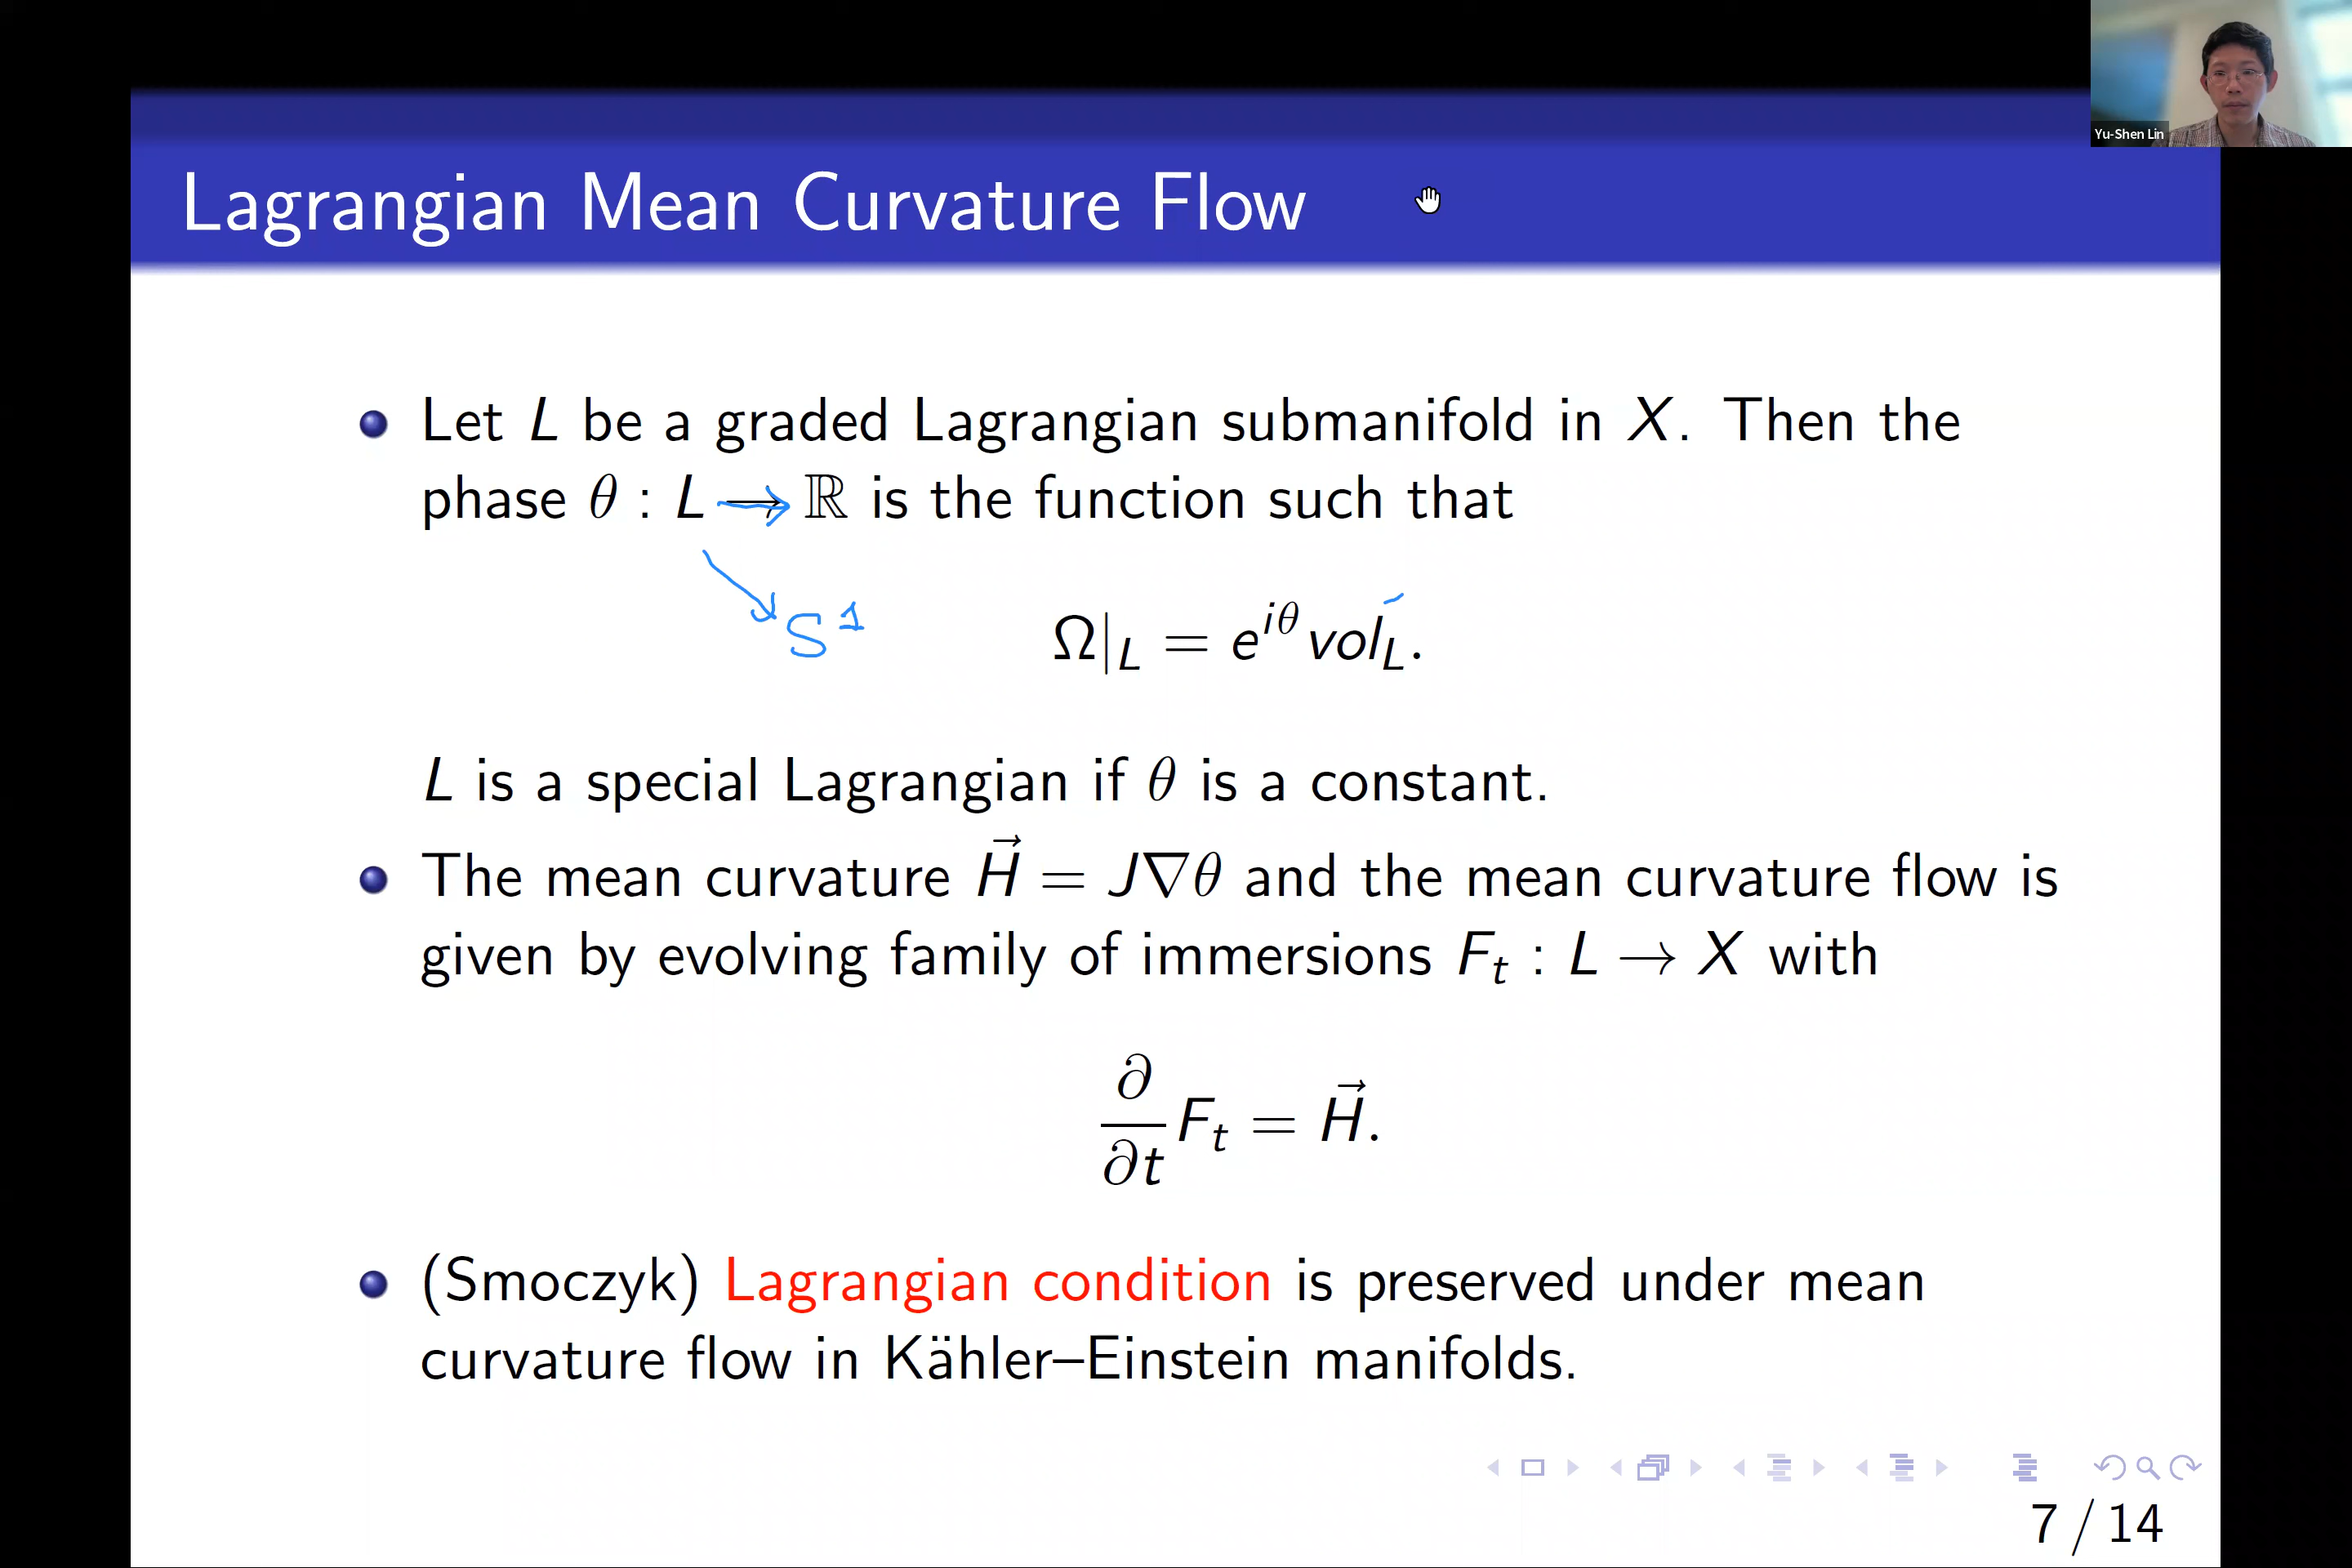 Yu-Shen Lin
Lagrangian Mean Curvature Flow
Let L be a graded Lagrangian submanifold in X. Then the
phase θ : L → ℝ is the function such that
S¹
Ω|_L = e^{iθ} vol_L.
L is a special Lagrangian if θ is a constant.
The mean curvature H⃗ = J∇θ and the mean curvature flow is
given by evolving family of immersions F_t : L → X with
∂/∂t F_t = H⃗.
(Smoczyk) Lagrangian condition is preserved under mean
curvature flow in Kähler–Einstein manifolds.
7 / 14